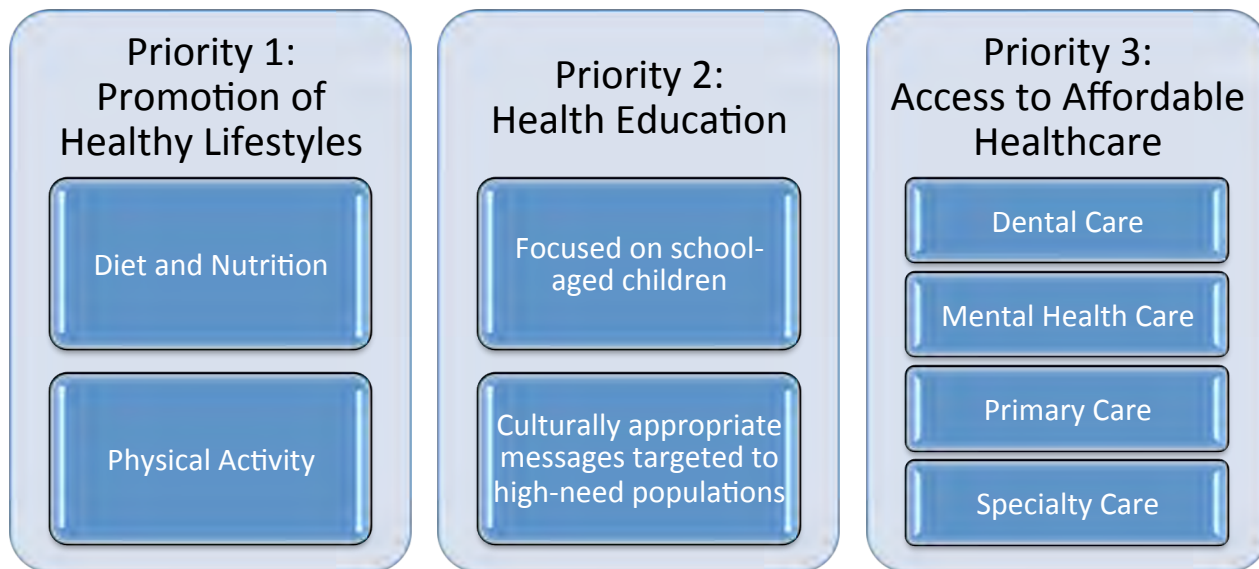 Priority 1:
Promotion of
Healthy Lifestyles
Diet and Nutrition
Physical Activity
Priority 2:
Health Education
Focused on school-
aged children
Culturally appropriate
messages targeted to
high-need populations
Priority 3:
Access to Affordable
Healthcare
Dental Care
Mental Health Care
Primary Care
Specialty Care